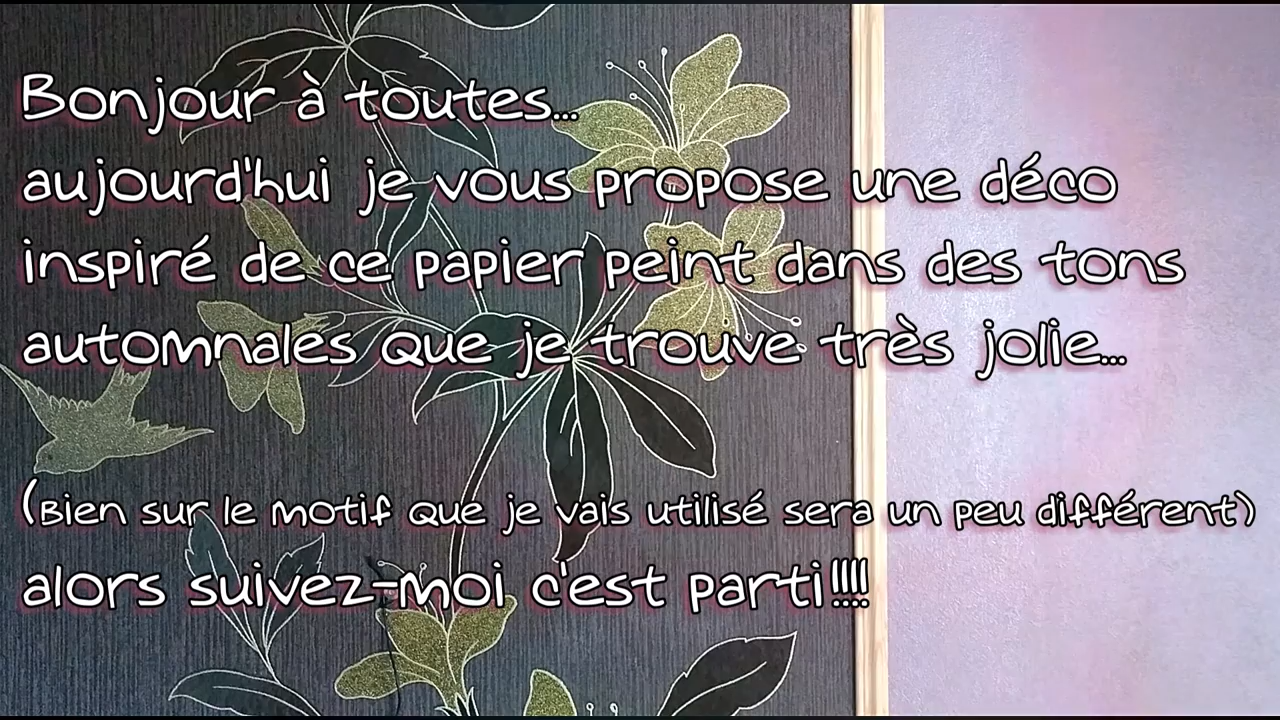 Bonjour à toutes...
aujourd'hui je vous propose une déco
inspiré de ce papier peint dans des tons
automnales que je trouve très jolie...
(Bien sur le motif que je vais utilisé sera un peu différent)
alors suivez-moi c'est parti!!!!